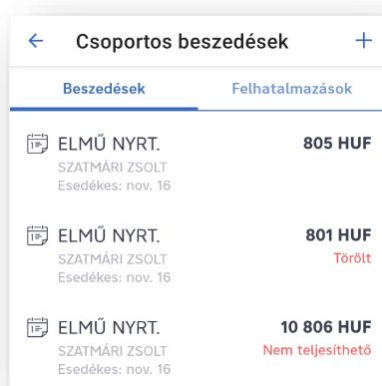 Csoportos beszedések
Beszedések Felhatalmazások
ELMŰ NYRT. 805 HUF
SZATMÁRI ZSOLT
Esedékes: nov. 16
ELMŰ NYRT. 801 HUF
SZATMÁRI ZSOLT Törölt
Esedékes: nov. 16
ELMŰ NYRT. 10 806 HUF
SZATMÁRI ZSOLT Nem teljesíthető
Esedékes: nov. 16